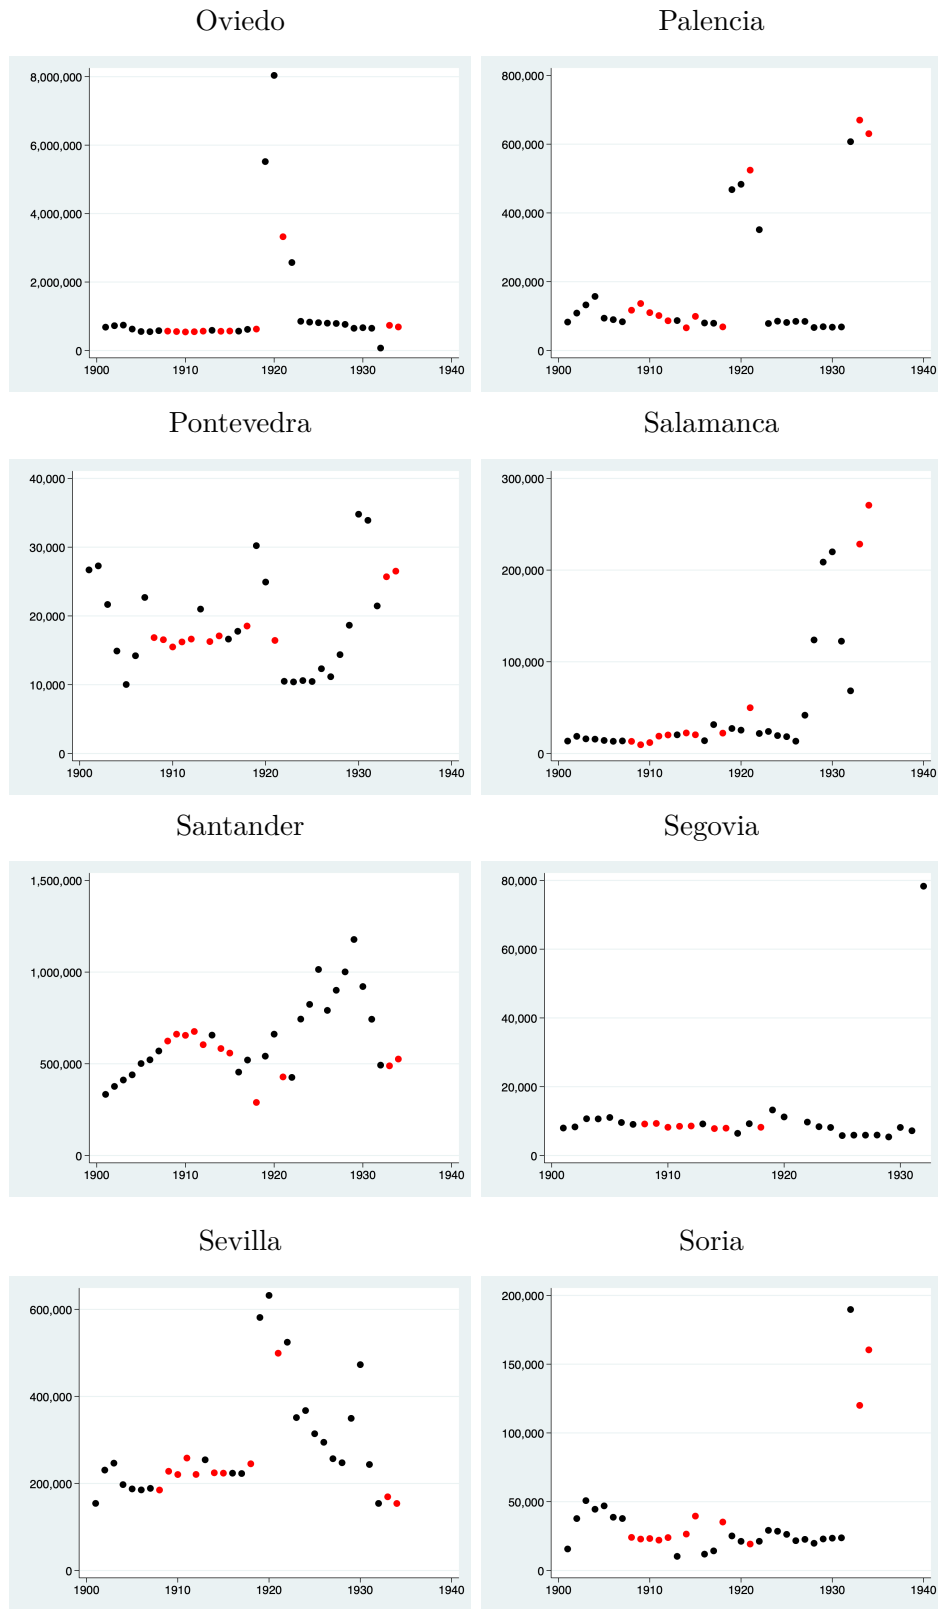 Oviedo
8,000,000
6,000,000
4,000,000
2,000,000
0
1900 1910 1920 1930 1940
Palencia
800,000
600,000
400,000
200,000
0
1900 1910 1920 1930 1940
Pontevedra
40,000
30,000
20,000
10,000
0
1900 1910 1920 1930 1940
Salamanca
300,000
200,000
100,000
0
1900 1910 1920 1930 1940
Santander
1,500,000
1,000,000
500,000
0
1900 1910 1920 1930 1940
Segovia
80,000
60,000
40,000
20,000
0
1900 1910 1920 1930
Sevilla
600,000
400,000
200,000
0
1900 1910 1920 1930 1940
Soria
200,000
150,000
100,000
50,000
0
1900 1910 1920 1930 1940